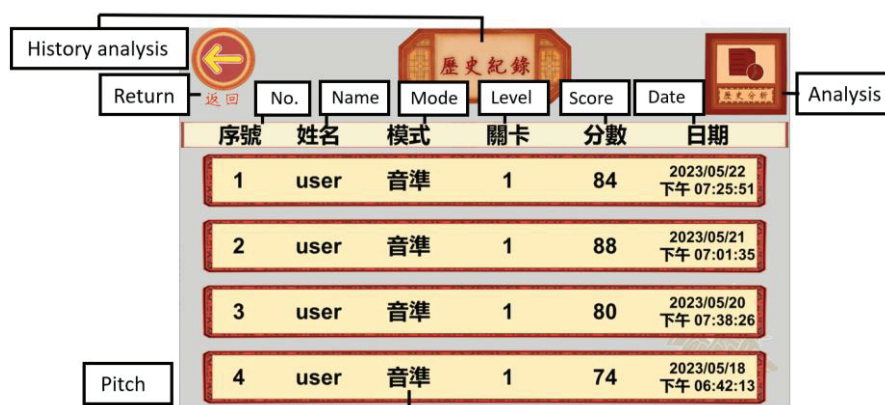 History analysis
歷史紀錄
Return
返回
No.
Name
Mode
Level
Score
Date
歷史分析
Analysis
序號 姓名 模式 關卡 分數 日期
1 user 音準 1 84 2023/05/22
下午 07:25:51
2 user 音準 1 88 2023/05/21
下午 07:01:35
3 user 音準 1 80 2023/05/20
下午 07:38:26
4 user 音準 1 74 2023/05/18
下午 06:42:13
Pitch